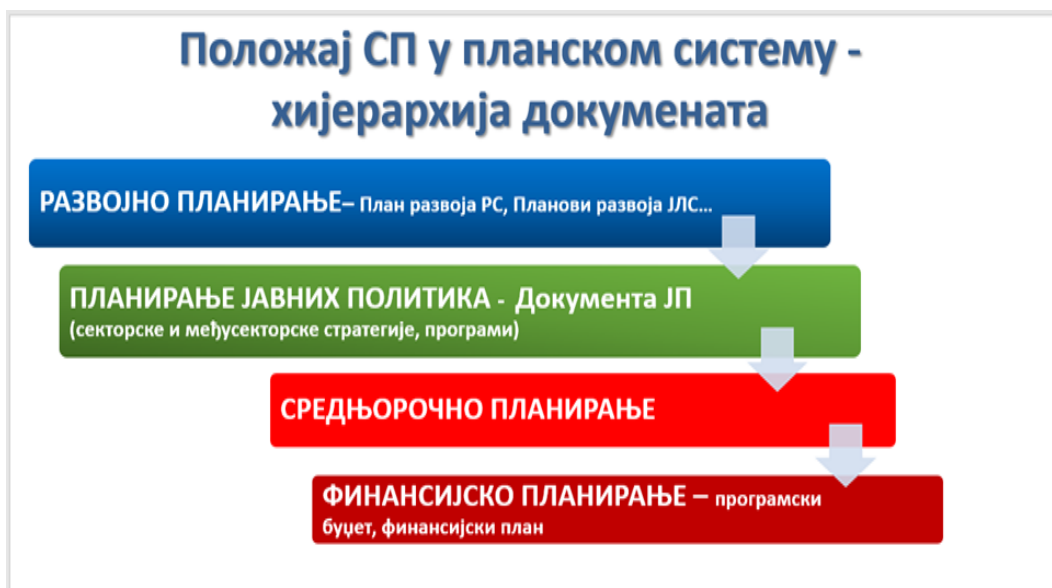 Положај СП у планском систему -
хијерархија докумената
РАЗВОЈНО ПЛАНИРАЊЕ– План развоја РС, Планови развоја ЈЛС...
ПЛАНИРАЊЕ ЈАВНИХ ПОЛИТИКА - Документа ЈП
(секторске и међусекторске стратегије, програми)
СРЕДЊОРОЧНО ПЛАНИРАЊЕ
ФИНАНСИЈСКО ПЛАНИРАЊЕ – програмски
буџет, финансијски план